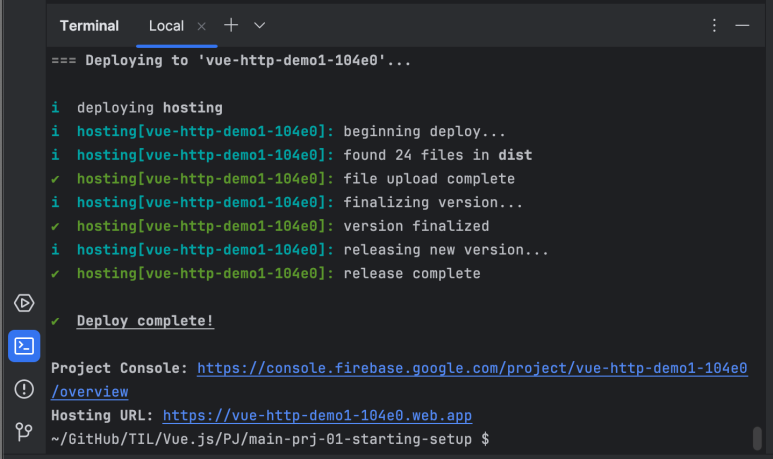 Terminal Local
=== Deploying to 'vue-http-demo1-104e0'...
i deploying hosting
i hosting[vue-http-demo1-104e0]: beginning deploy...
i hosting[vue-http-demo1-104e0]: found 24 files in dist
✔ hosting[vue-http-demo1-104e0]: file upload complete
i hosting[vue-http-demo1-104e0]: finalizing version...
✔ hosting[vue-http-demo1-104e0]: version finalized
i hosting[vue-http-demo1-104e0]: releasing new version...
✔ hosting[vue-http-demo1-104e0]: release complete
✔ Deploy complete!
Project Console: https://console.firebase.google.com/project/vue-http-demo1-104e0
/overview
Hosting URL: https://vue-http-demo1-104e0.web.app
~/GitHub/TIL/Vue.js/PJ/main-prj-01-starting-setup $